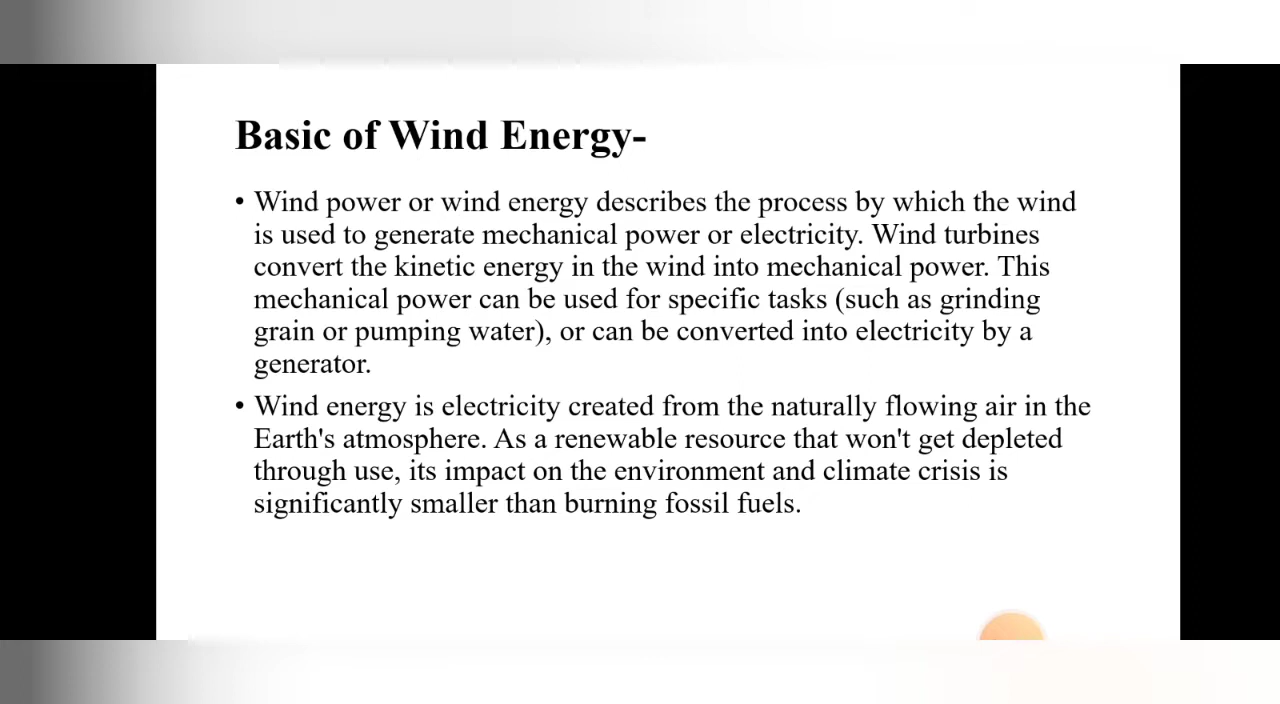 Basic of Wind Energy-
• Wind power or wind energy describes the process by which the wind
is used to generate mechanical power or electricity. Wind turbines
convert the kinetic energy in the wind into mechanical power. This
mechanical power can be used for specific tasks (such as grinding
grain or pumping water), or can be converted into electricity by a
generator.
• Wind energy is electricity created from the naturally flowing air in the
Earth's atmosphere. As a renewable resource that won't get depleted
through use, its impact on the environment and climate crisis is
significantly smaller than burning fossil fuels.